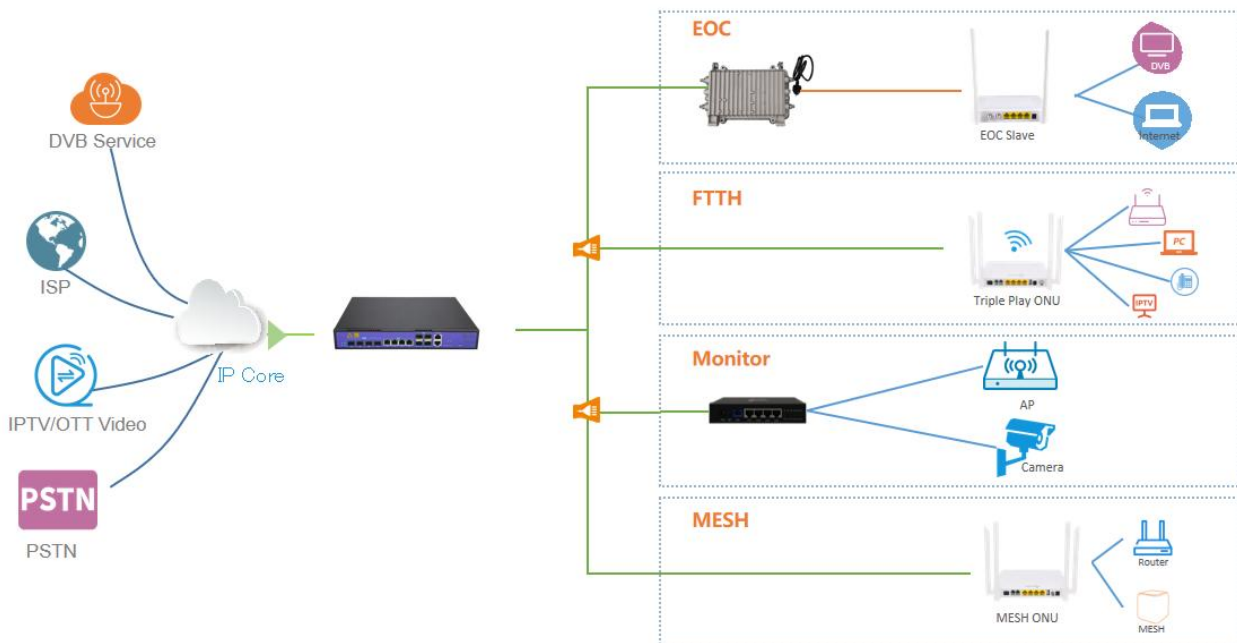 DVB Service
ISP
IP Core
IPTV/OTT Video
PSTN
PSTN
EOC
EOC Slave
DVB
Internet
FTTH
Triple Play ONU
PC
IPTV
Monitor
AP
Camera
MESH
MESH ONU
Router
MESH